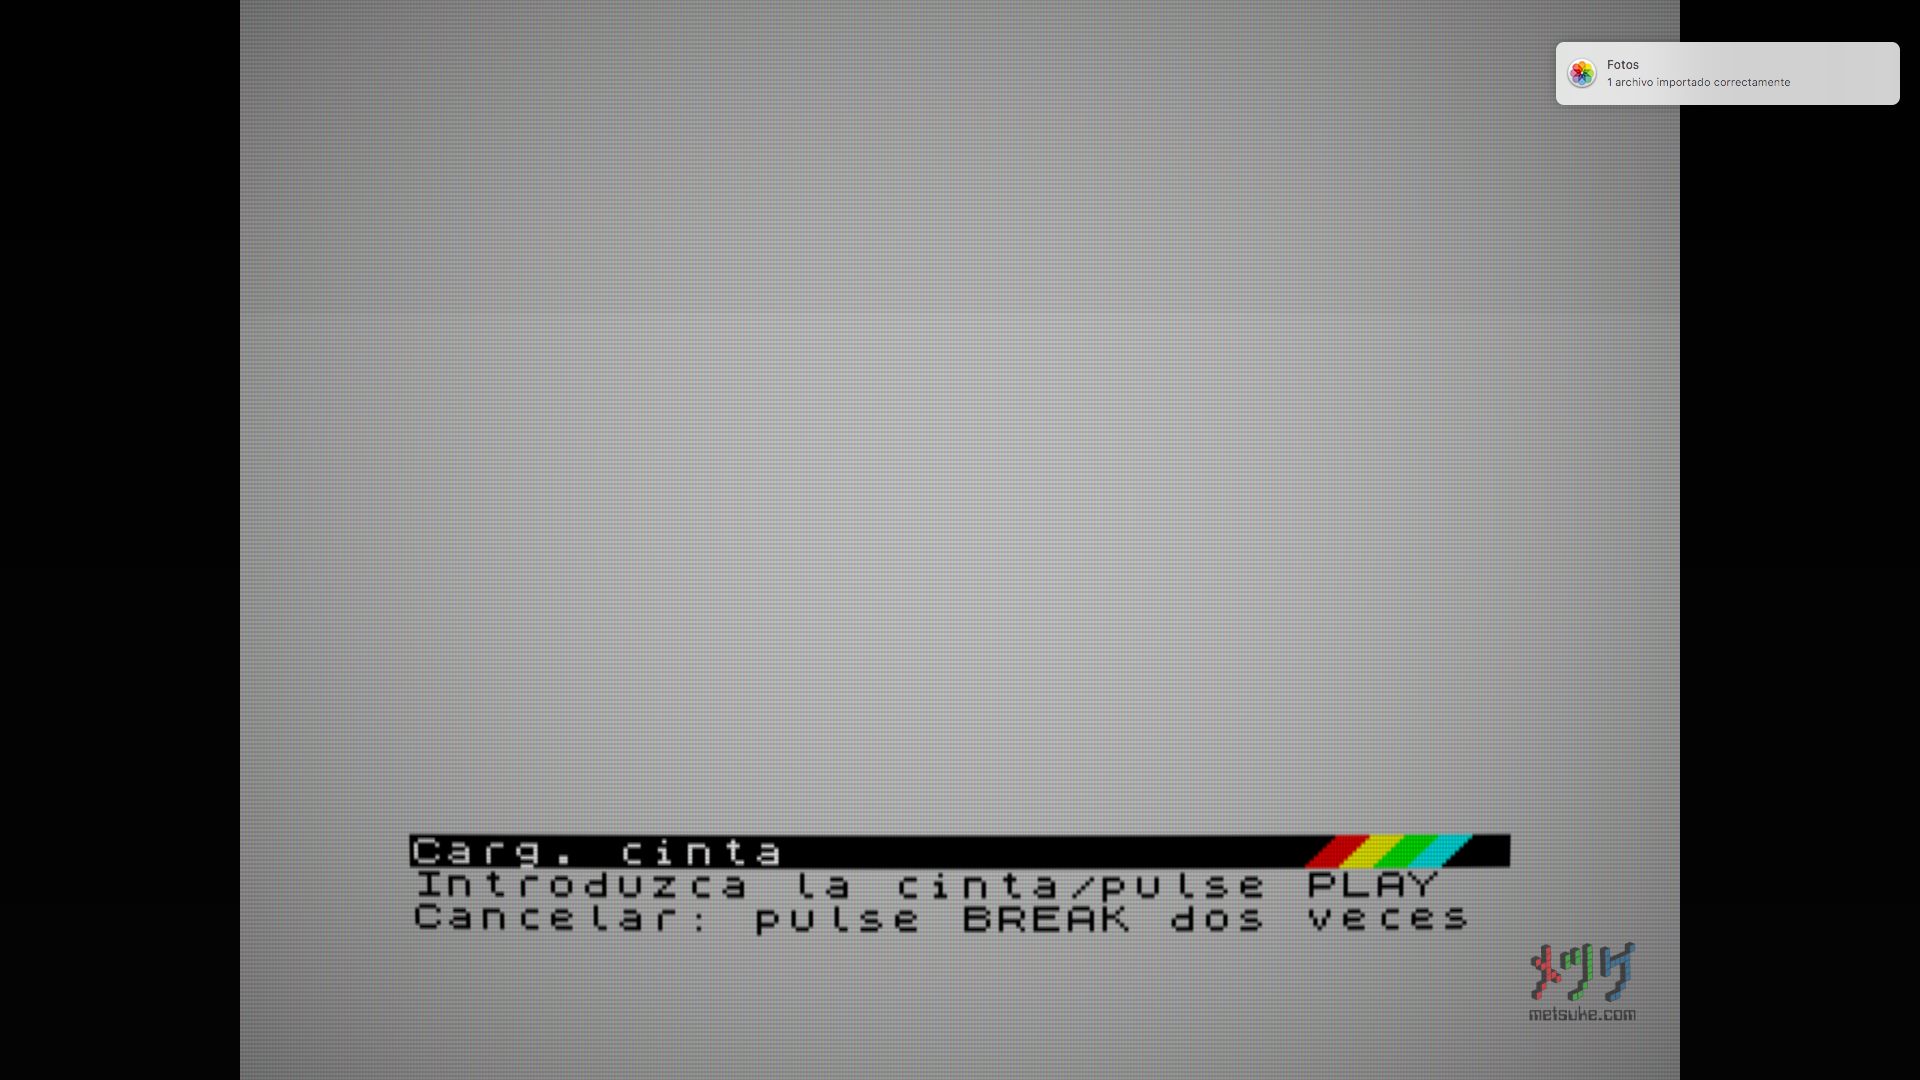 Fotos
1 archivo importado correctamente
Carg. cinta
Introduzca la cinta/pulse PLAY
Cancelar: pulse BREAK dos veces
メツケ
metsuke.com